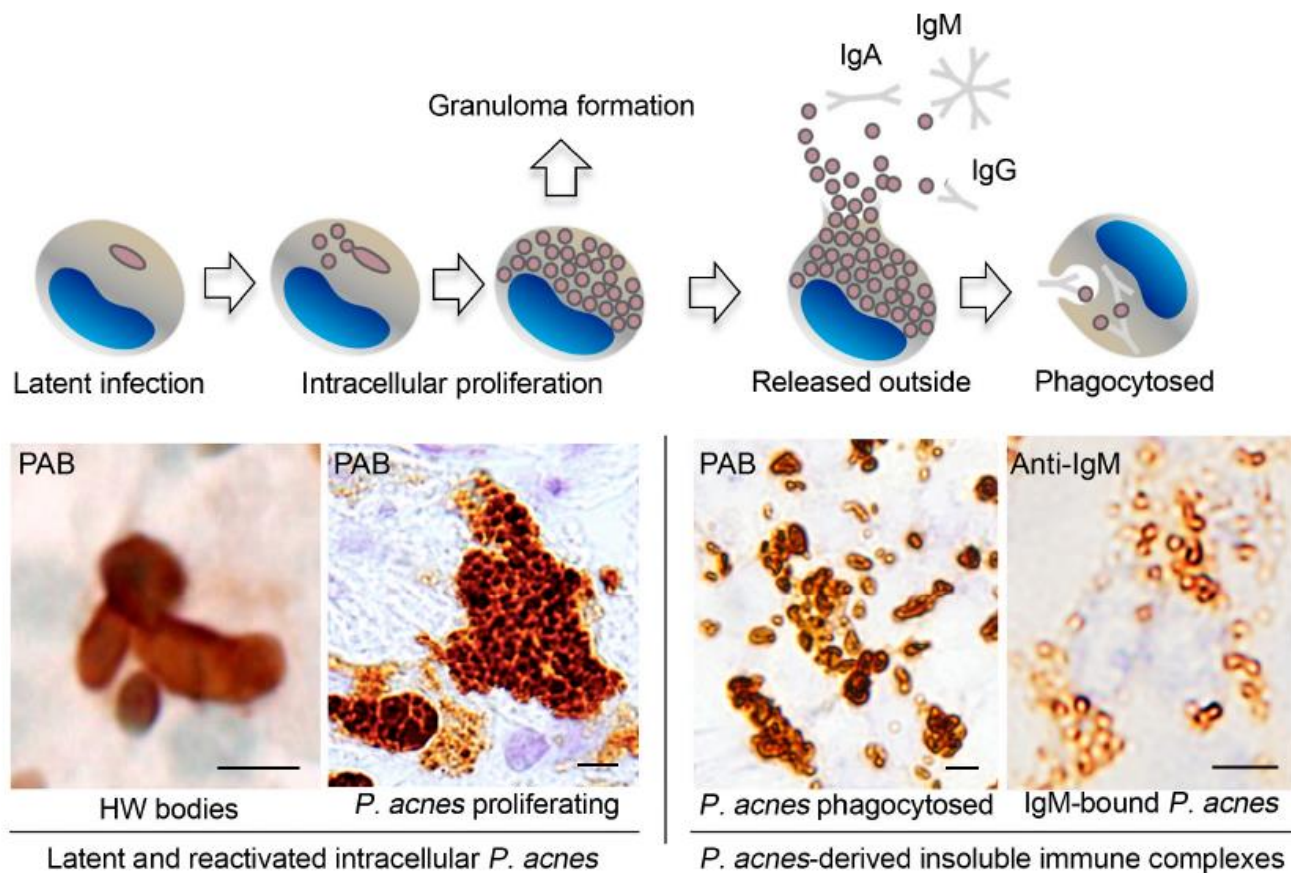 IgM
IgA
Granuloma formation
IgG
Latent infection
Intracellular proliferation
Released outside
Phagocytosed
PAB
PAB
PAB
Anti-IgM
HW bodies
P. acnes proliferating
P. acnes phagocytosed
IgM-bound P. acnes
Latent and reactivated intracellular P. acnes
P. acnes-derived insoluble immune complexes